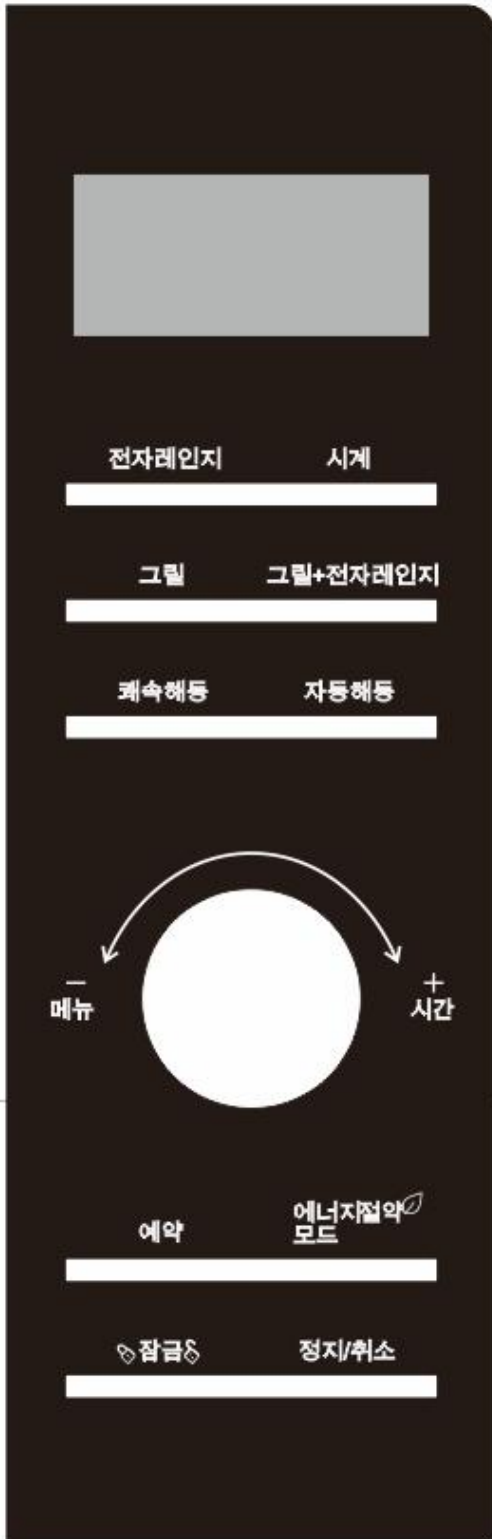 전자레인지 시계
그릴 그릴+전자레인지
쾌속해동 자동해동
− +
메뉴 시간
예약 에너지절약
모드
잠금 정지/취소